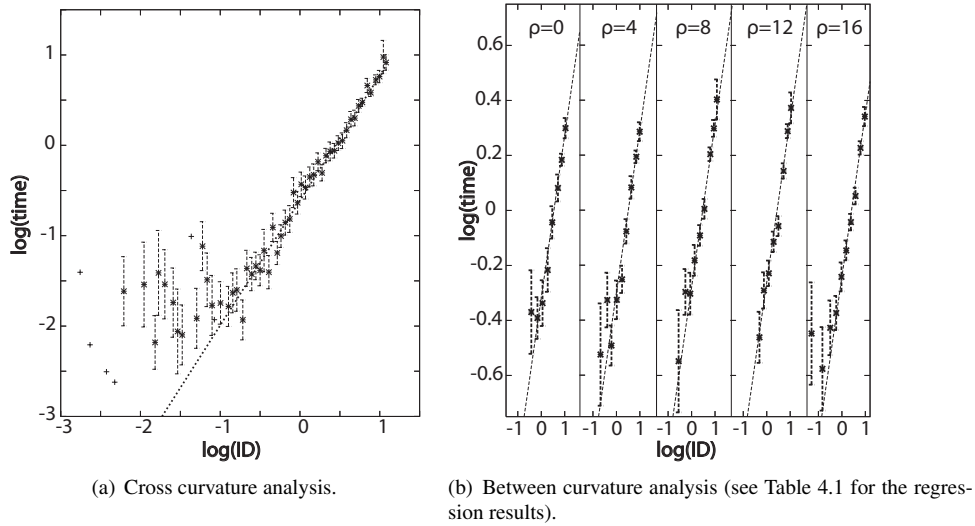 1
0
-1
-2
-3
-3
-2
-1
0
1
log(time)
log(ID)
(a) Cross curvature analysis.
ρ=0
ρ=4
ρ=8
ρ=12
ρ=16
0.6
0.4
0.2
0
-0.2
-0.4
-0.6
log(time)
-1 0 1
-1 0 1
-1 0 1
-1 0 1
-1 0 1
log(ID)
(b) Between curvature analysis (see Table 4.1 for the regres-
sion results).